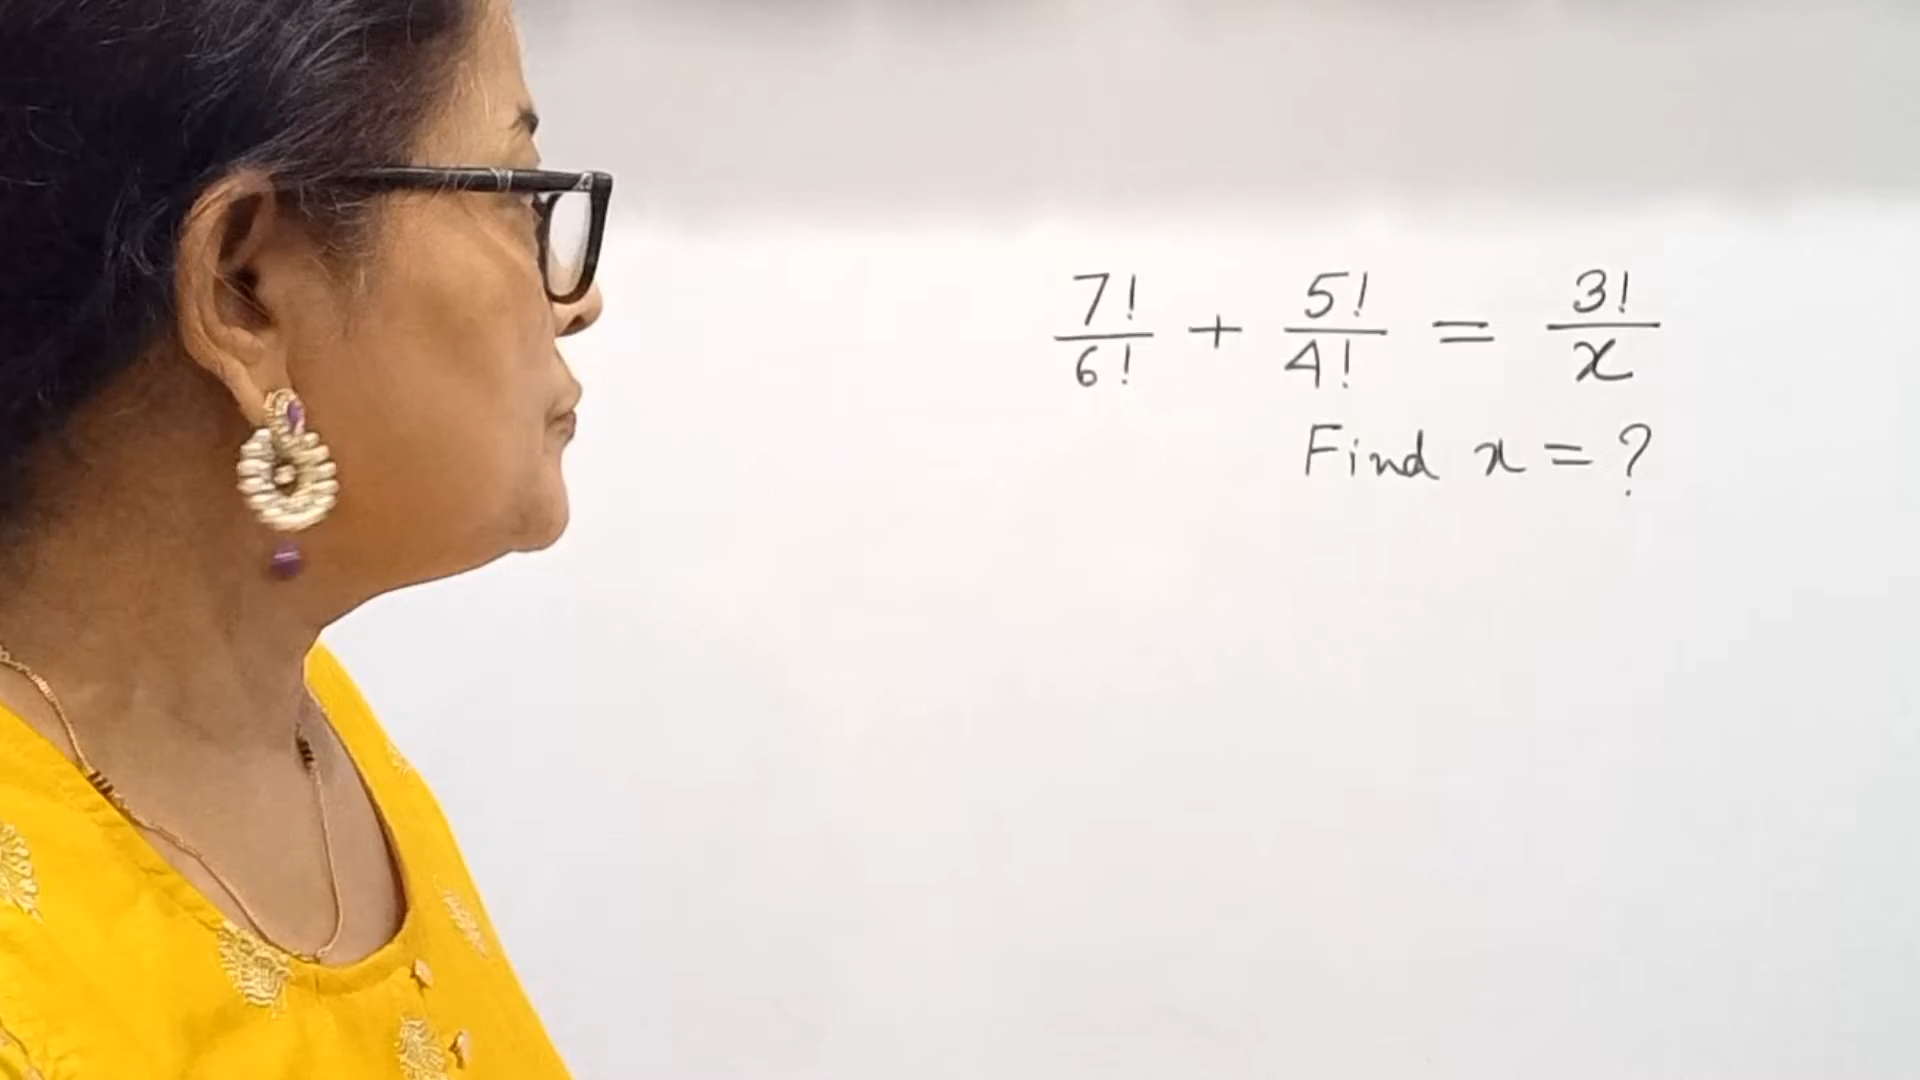 7!/6! + 5!/4! = 3!/x
Find x = ?